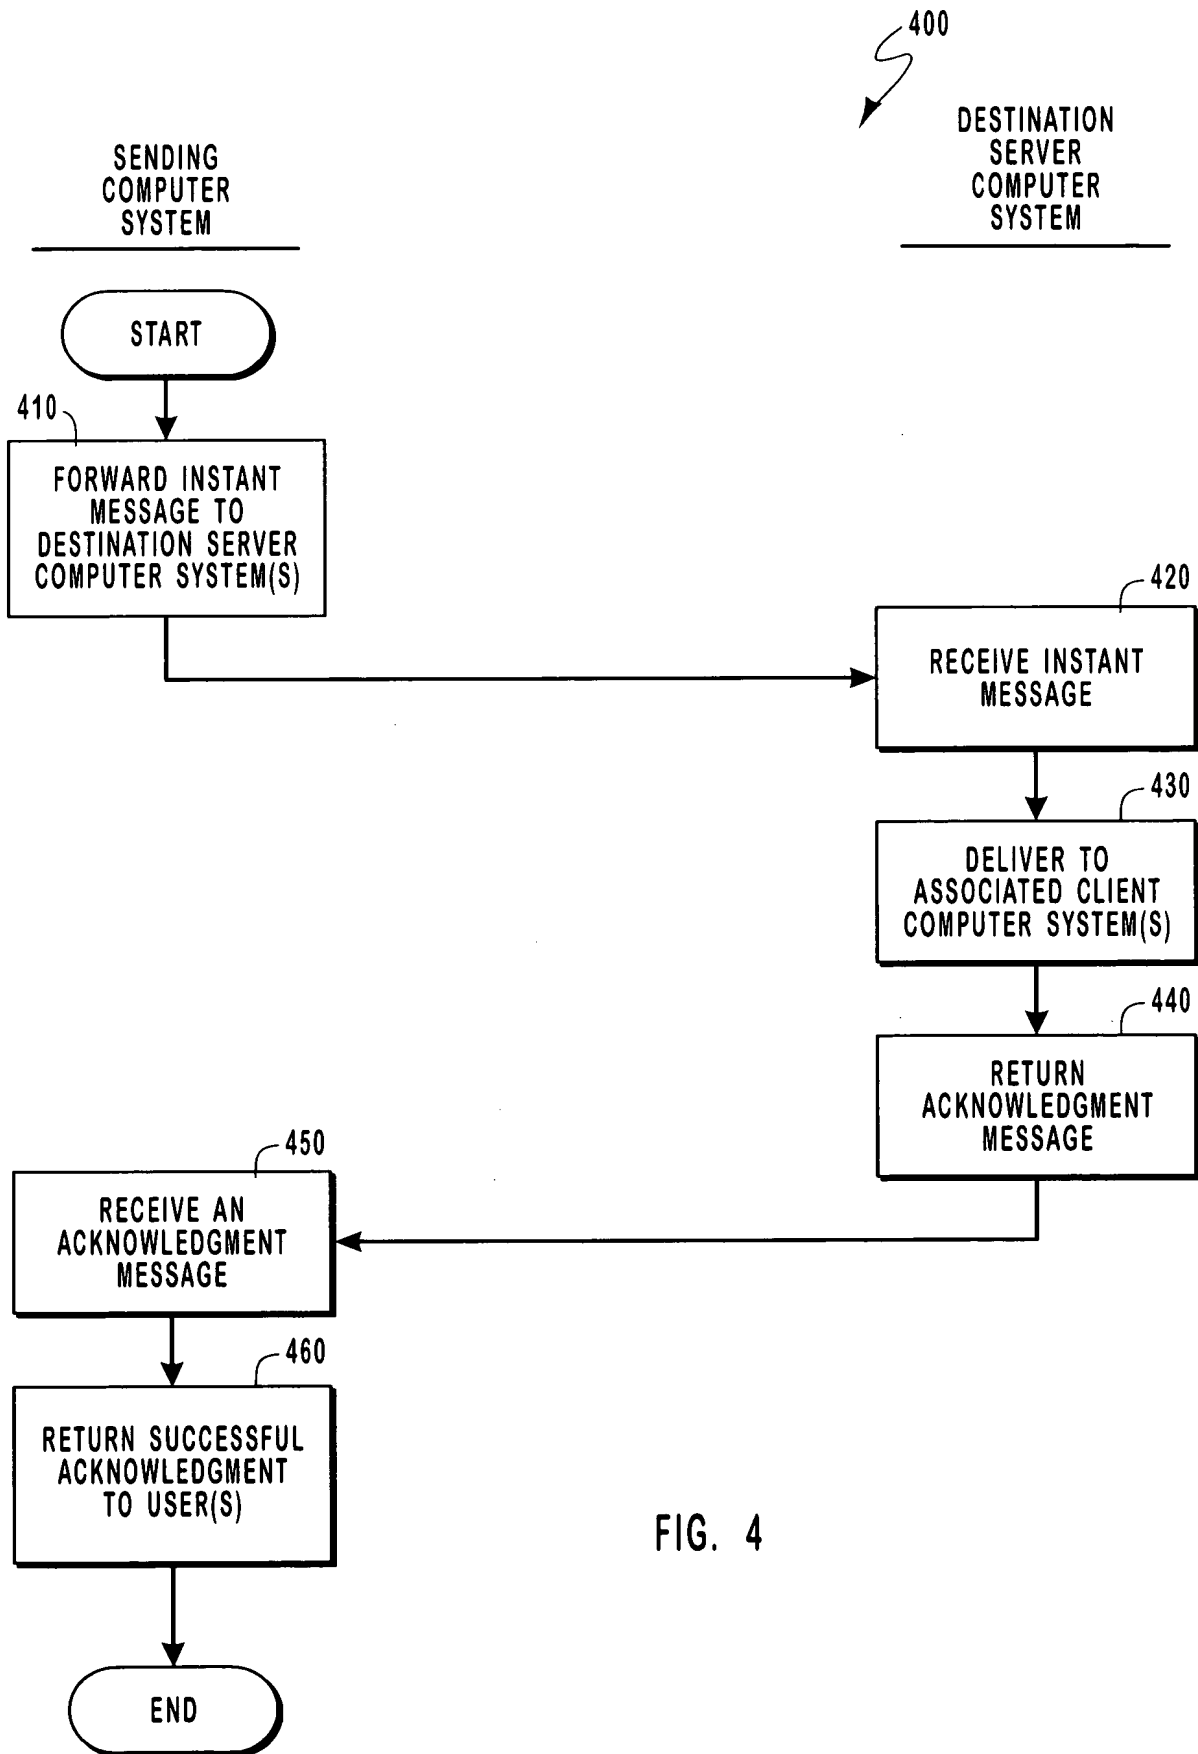 400
SENDING
COMPUTER
SYSTEM
DESTINATION
SERVER
COMPUTER
SYSTEM
START
410
FORWARD INSTANT
MESSAGE TO
DESTINATION SERVER
COMPUTER SYSTEM(S)
420
RECEIVE INSTANT
MESSAGE
430
DELIVER TO
ASSOCIATED CLIENT
COMPUTER SYSTEM(S)
440
RETURN
ACKNOWLEDGMENT
MESSAGE
450
RECEIVE AN
ACKNOWLEDGMENT
MESSAGE
460
RETURN SUCCESSFUL
ACKNOWLEDGMENT
TO USER(S)
END
FIG. 4